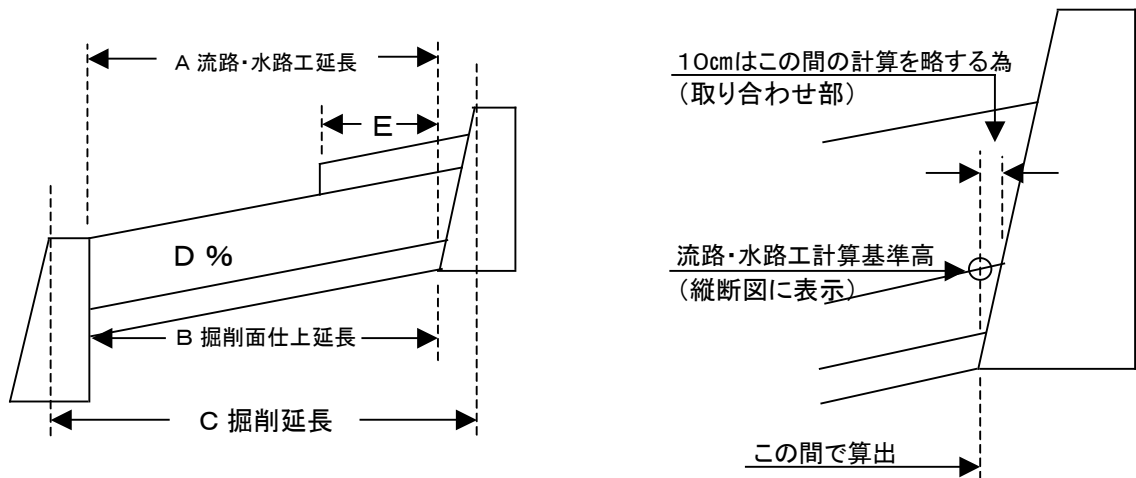 A 流路・水路工延長
E
D %
B 掘削面仕上延長
C 掘削延長
10cmはこの間の計算を略する為
(取り合わせ部)
流路・水路工計算基準高
(縦断図に表示)
この間で算出